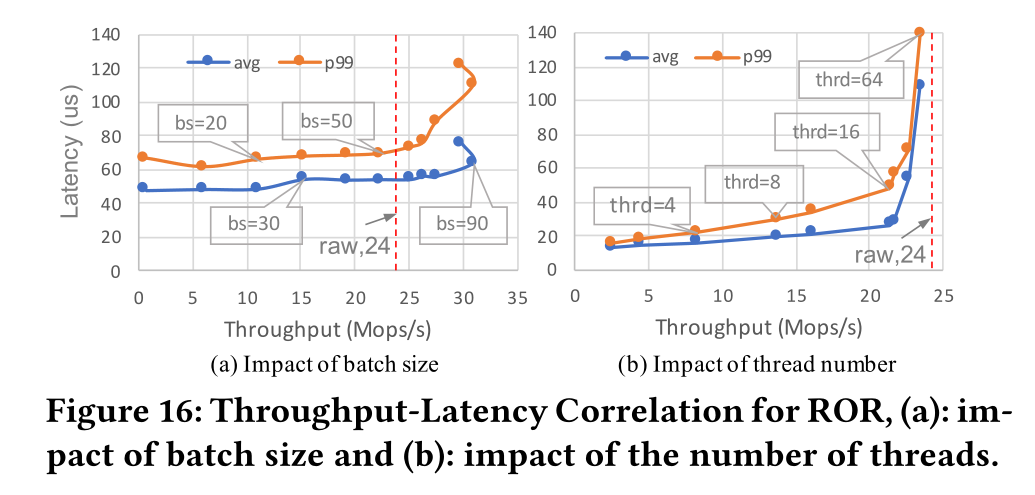 140
120
100
80
60
40
20
0
Latency (us)
avg
p99
bs=20
bs=50
bs=30
bs=90
raw,24
0 5 10 15 20 25 30 35
Throughput (Mops/s)
(a) Impact of batch size
140
120
100
80
60
40
20
0
avg
p99
thrd=64
thrd=16
thrd=8
thrd=4
raw,24
0 5 10 15 20 25
Throughput (Mops/s)
(b) Impact of thread number
Figure 16: Throughput-Latency Correlation for ROR, (a): im-
pact of batch size and (b): impact of the number of threads.